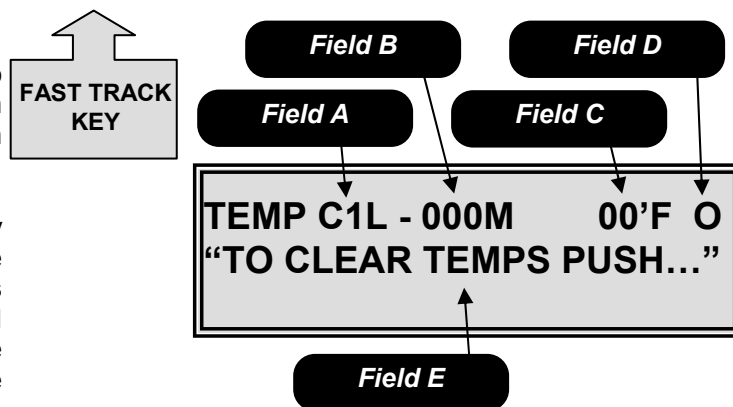 Field B
Field D
FAST TRACK
KEY
Field A
Field C
TEMP C1L - 000M 00’F O
“TO CLEAR TEMPS PUSH…”
Field E